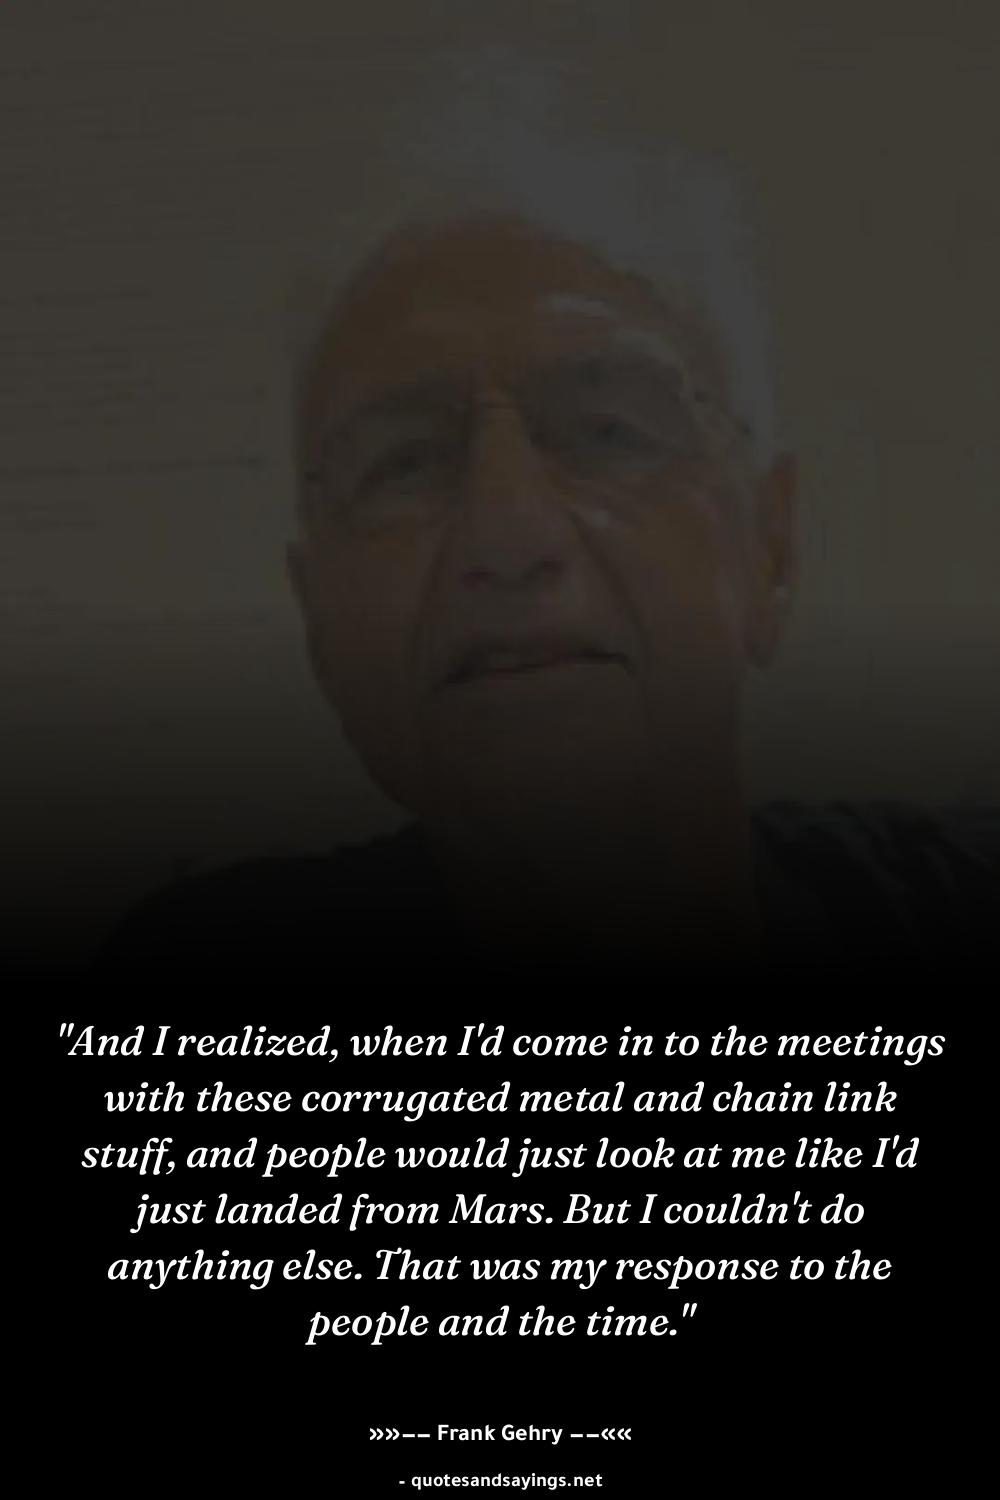 "And I realized, when I'd come in to the meetings
with these corrugated metal and chain link
stuff, and people would just look at me like I'd
just landed from Mars. But I couldn't do
anything else. That was my response to the
people and the time."
»»−− Frank Gehry −−««
- quotesandsayings.net